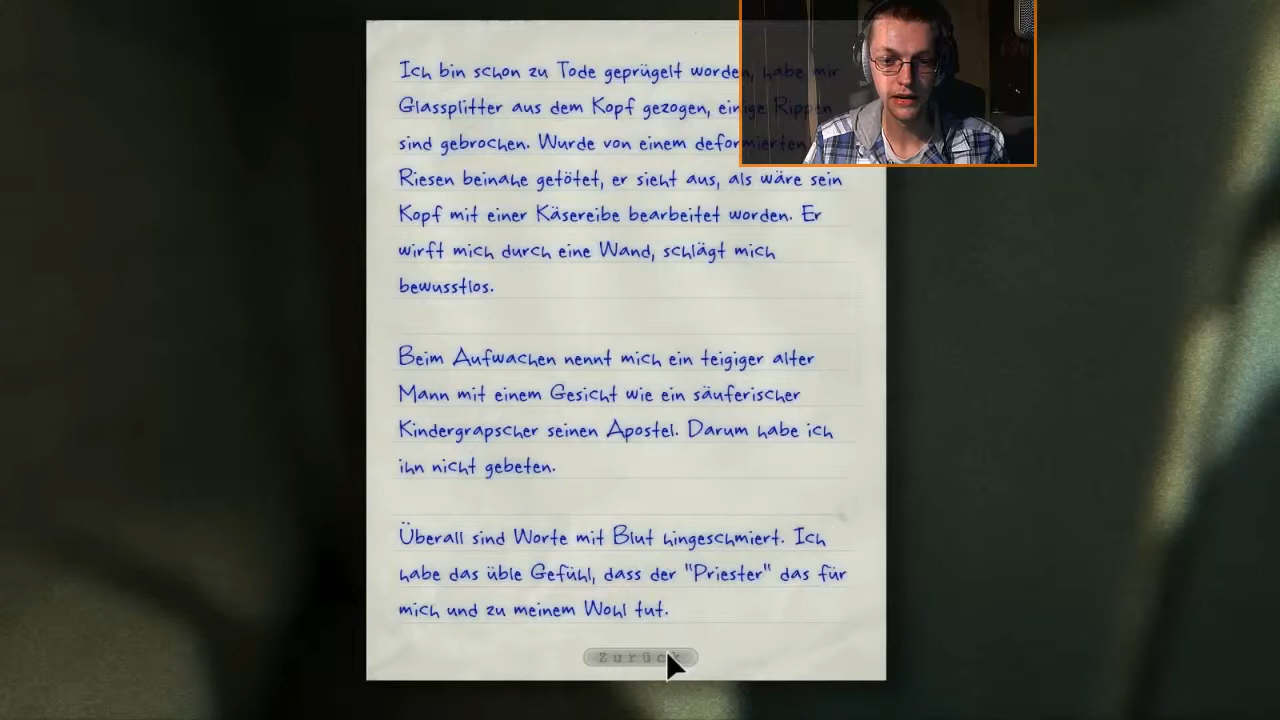 Ich bin schon zu Tode geprügelt worden, habe mir
Glassplitter aus dem Kopf gezogen, einige Rippen
sind gebrochen. Wurde von einem deformierten
Riesen beinahe getötet, er sieht aus, als wäre sein
Kopf mit einer Käsereibe bearbeitet worden. Er
wirft mich durch eine Wand, schlägt mich
bewusstlos.
Beim Aufwachen nennt mich ein teigiger alter
Mann mit einem Gesicht wie ein säuferischer
Kindergrapscher seinen Apostel. Darum habe ich
ihn nicht gebeten.
Überall sind Worte mit Blut hingeschmiert. Ich
habe das üble Gefühl, dass der "Priester" das für
mich und zu meinem Wohl tut.
Zurück